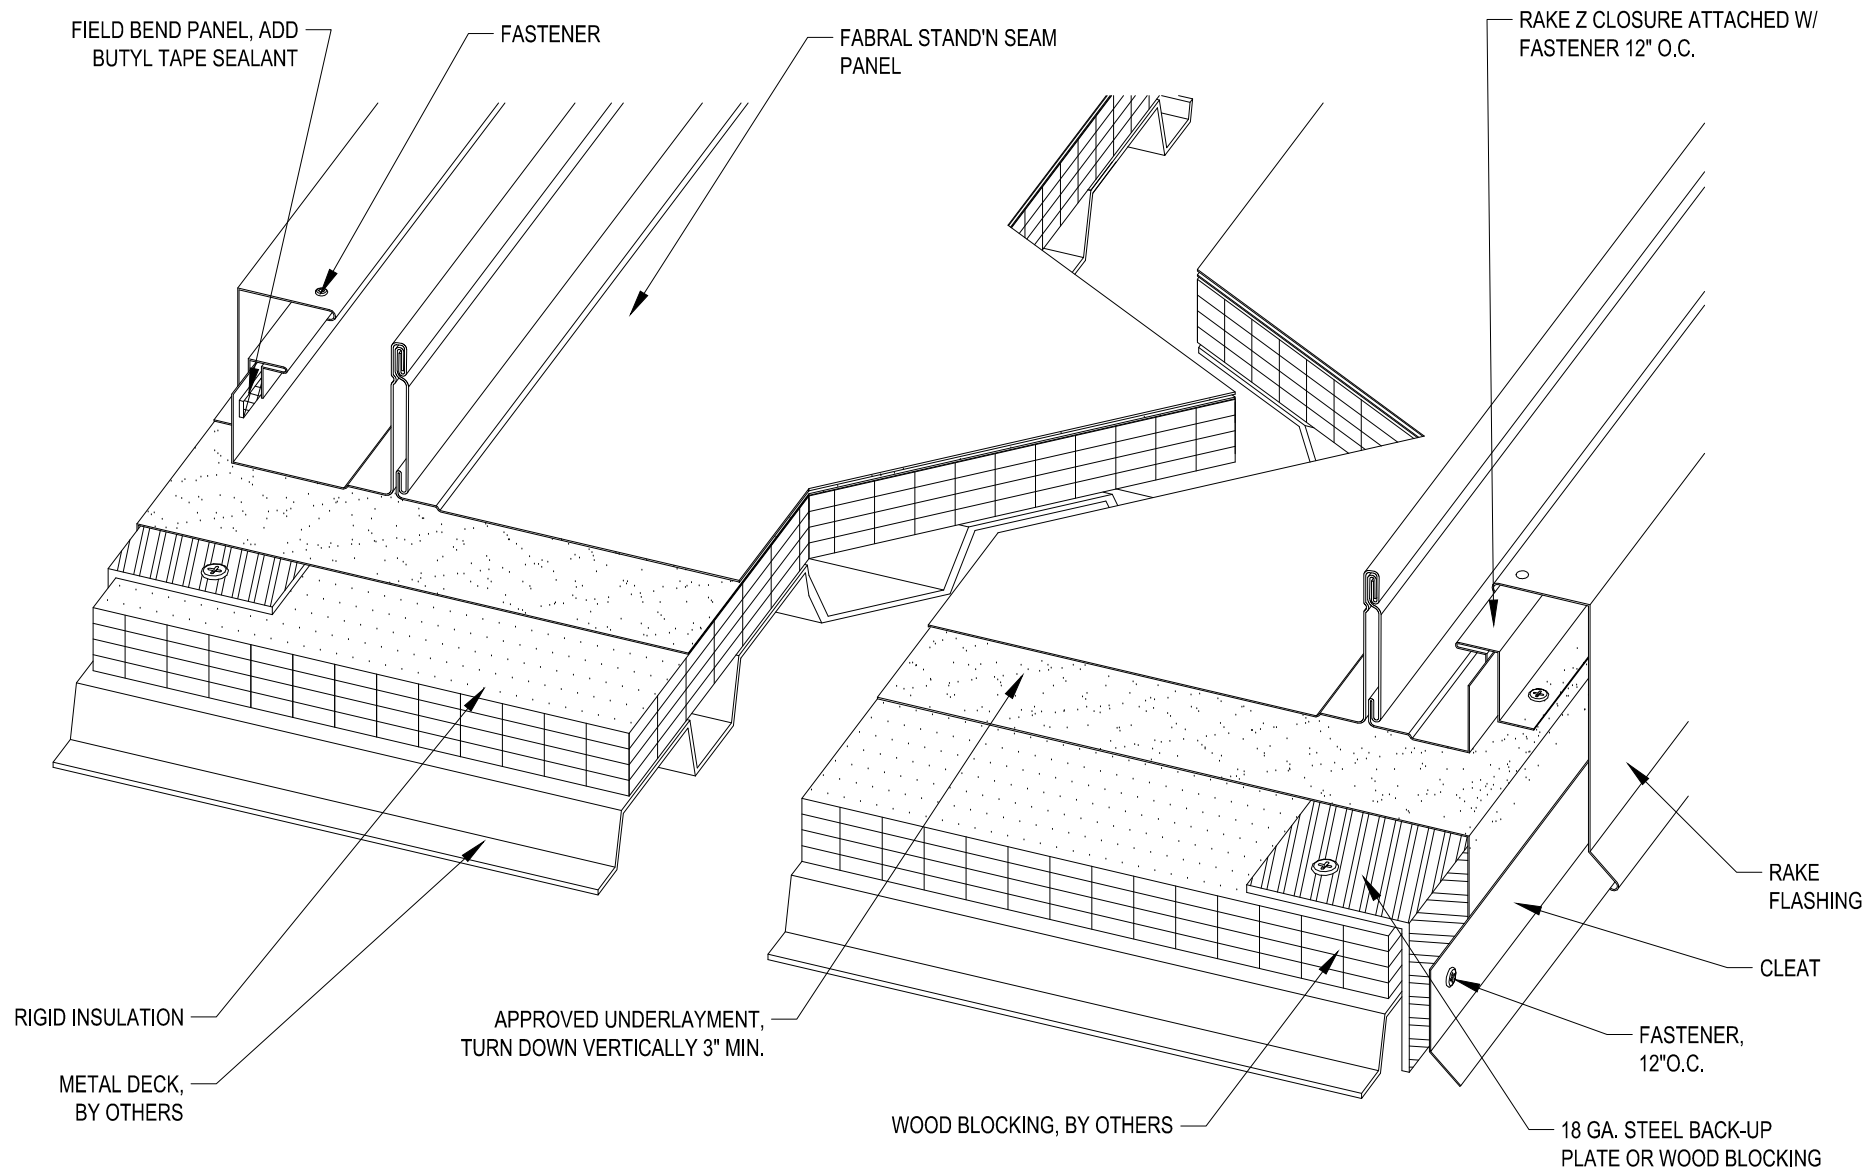 FIELD BEND PANEL, ADD
BUTYL TAPE SEALANT
FASTENER
FABRAL STAND'N SEAM
PANEL
RAKE Z CLOSURE ATTACHED W/
FASTENER 12" O.C.
RAKE
FLASHING
CLEAT
FASTENER,
12"O.C.
18 GA. STEEL BACK-UP
PLATE OR WOOD BLOCKING
WOOD BLOCKING, BY OTHERS
APPROVED UNDERLAYMENT,
TURN DOWN VERTICALLY 3" MIN.
RIGID INSULATION
METAL DECK,
BY OTHERS